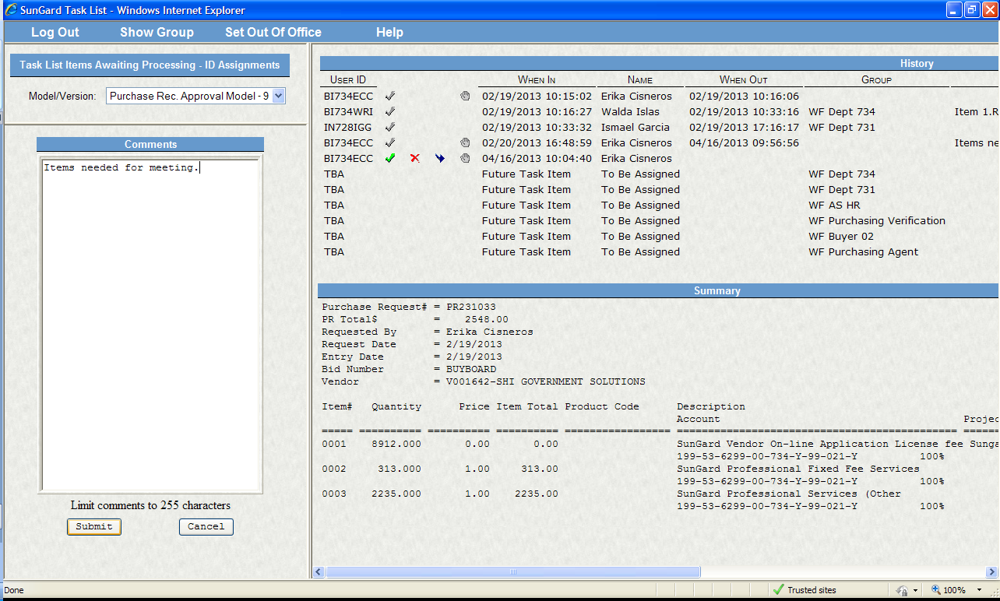 SunGard Task List - Windows Internet Explorer
Log Out Show Group Set Out Of Office Help
Task List Items Awaiting Processing - ID Assignments
Model/Version: Purchase Rec. Approval Model - 9
Comments
Items needed for meeting.
Limit comments to 255 characters
Submit Cancel
History
USER ID WHEN IN NAME WHEN OUT GROUP
BI734ECC 02/19/2013 10:15:02 Erika Cisneros 02/19/2013 10:16:06
BI734WRI 02/19/2013 10:16:27 Walda Islas 02/19/2013 10:33:16 WF Dept 734 Item 1.R
IN728IGG 02/19/2013 10:33:32 Ismael Garcia 02/19/2013 17:16:17 WF Dept 731
BI734ECC 02/20/2013 16:48:59 Erika Cisneros 04/16/2013 09:56:56 Items ne
BI734ECC 04/16/2013 10:04:40 Erika Cisneros
TBA Future Task Item To Be Assigned WF Dept 734
TBA Future Task Item To Be Assigned WF Dept 731
TBA Future Task Item To Be Assigned WF AS HR
TBA Future Task Item To Be Assigned WF Purchasing Verification
TBA Future Task Item To Be Assigned WF Buyer 02
TBA Future Task Item To Be Assigned WF Purchasing Agent
Summary
Purchase Request# = PR231033
PR Total$ = 2548.00
Requested By = Erika Cisneros
Request Date = 2/19/2013
Entry Date = 2/19/2013
Bid Number = BUYBOARD
Vendor = V001642-SHI GOVERNMENT SOLUTIONS
Item# Quantity Price Item Total Product Code Description
Account Projec
===== ========== ========== ========== ================= ============================================= ======
0001 8912.000 0.00 0.00 SunGard Vendor On-line Application License fee Sunga
199-53-6299-00-734-Y-99-021-Y 100%
0002 313.000 1.00 313.00 SunGard Professional Fixed Fee Services
199-53-6299-00-734-Y-99-021-Y 100%
0003 2235.000 1.00 2235.00 SunGard Professional Services (Other
199-53-6299-00-734-Y-99-021-Y 100%
Done Trusted sites 100%